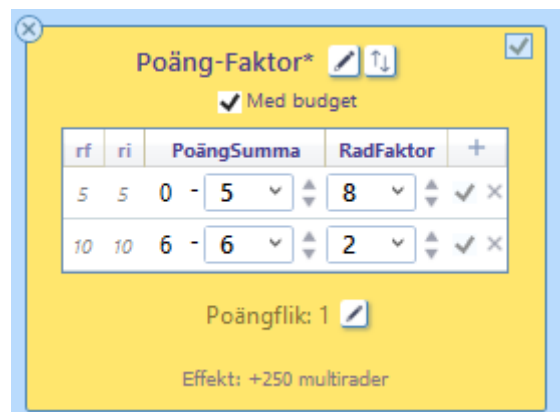 Poäng-Faktor*
Med budget
rf ri PoängSumma RadFaktor +
5 5 0 - 5 8
10 10 6 - 6 2
Poängflik: 1
Effekt: +250 multirader